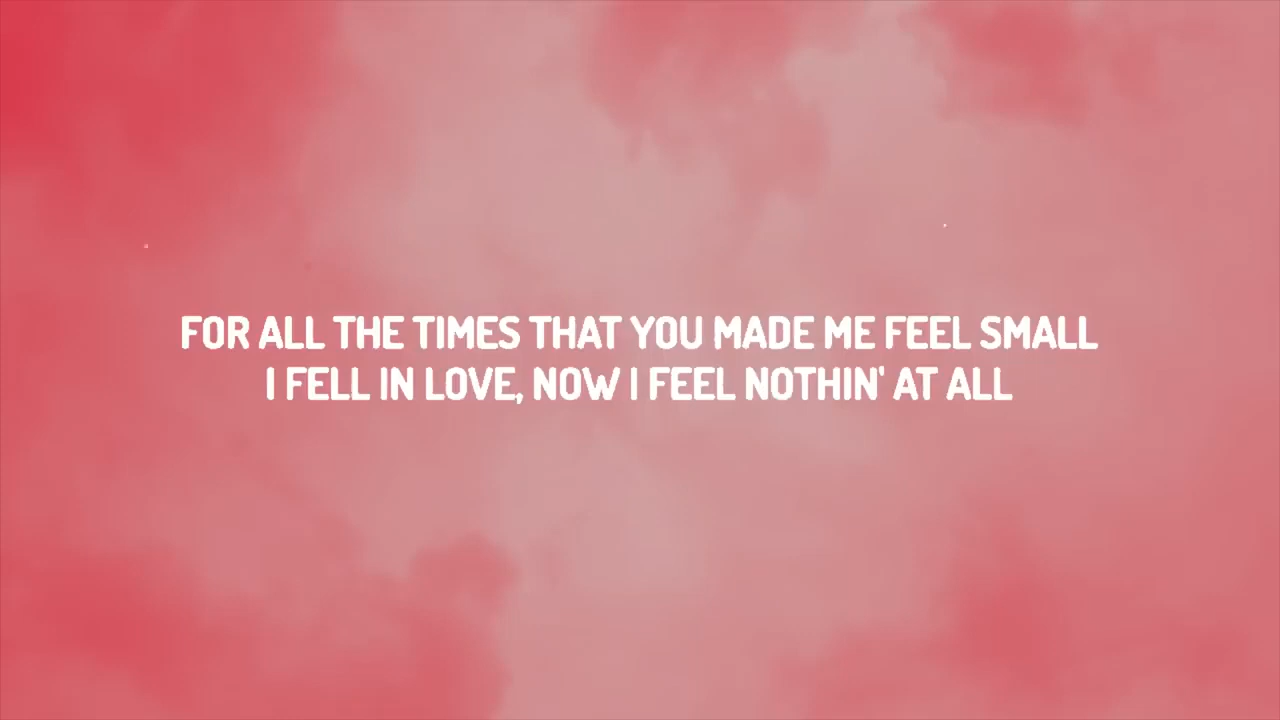 FOR ALL THE TIMES THAT YOU MADE ME FEEL SMALL
I FELL IN LOVE, NOW I FEEL NOTHIN' AT ALL